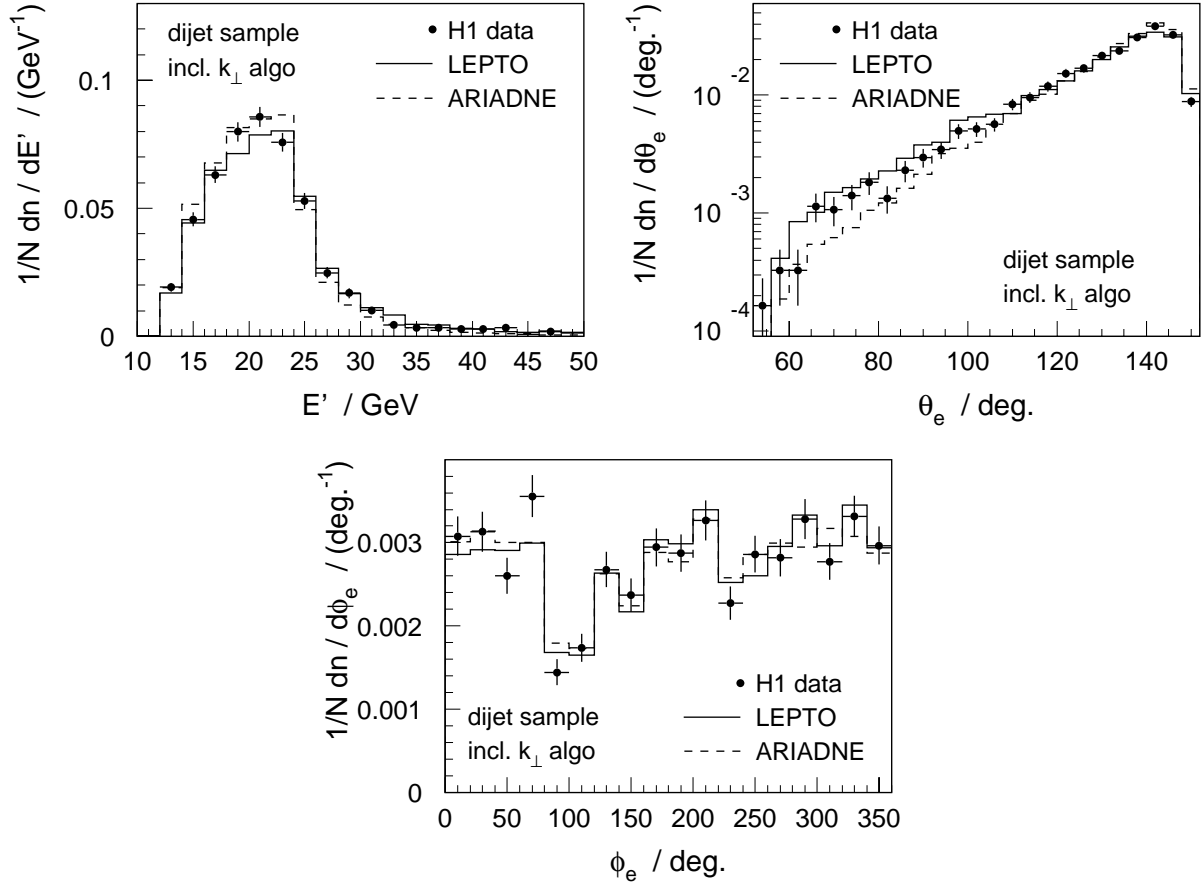 1/N dn / dE' / (GeV⁻¹)
dijet sample
incl. k⊥ algo
H1 data
LEPTO
ARIADNE
0.1
0.05
0
10 15 20 25 30 35 40 45 50
E' / GeV
1/N dn / dθe / (deg.⁻¹)
H1 data
LEPTO
ARIADNE
10⁻²
10⁻³
10⁻⁴
dijet sample
incl. k⊥ algo
60 80 100 120 140
θe / deg.
1/N dn / dϕe / (deg.⁻¹)
0.003
0.002
0.001
0
dijet sample
incl. k⊥ algo
H1 data
LEPTO
ARIADNE
0 50 100 150 200 250 300 350
ϕe / deg.